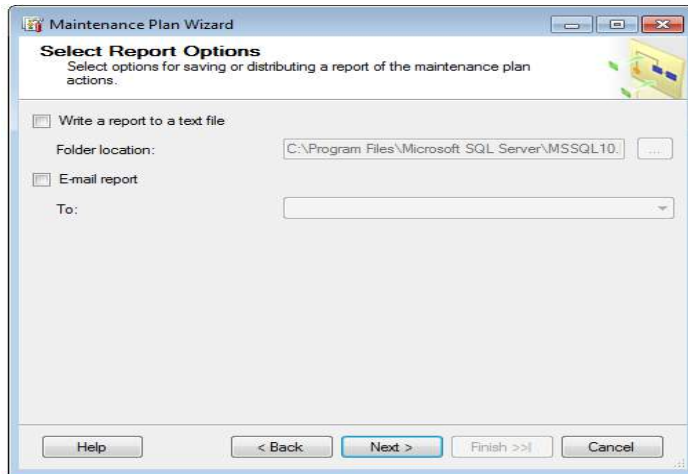 Maintenance Plan Wizard
Select Report Options
Select options for saving or distributing a report of the maintenance plan
actions.
Write a report to a text file
Folder location: C:\Program Files\Microsoft SQL Server\MSSQL10. ...
E-mail report
To:
Help < Back Next > Finish >>| Cancel